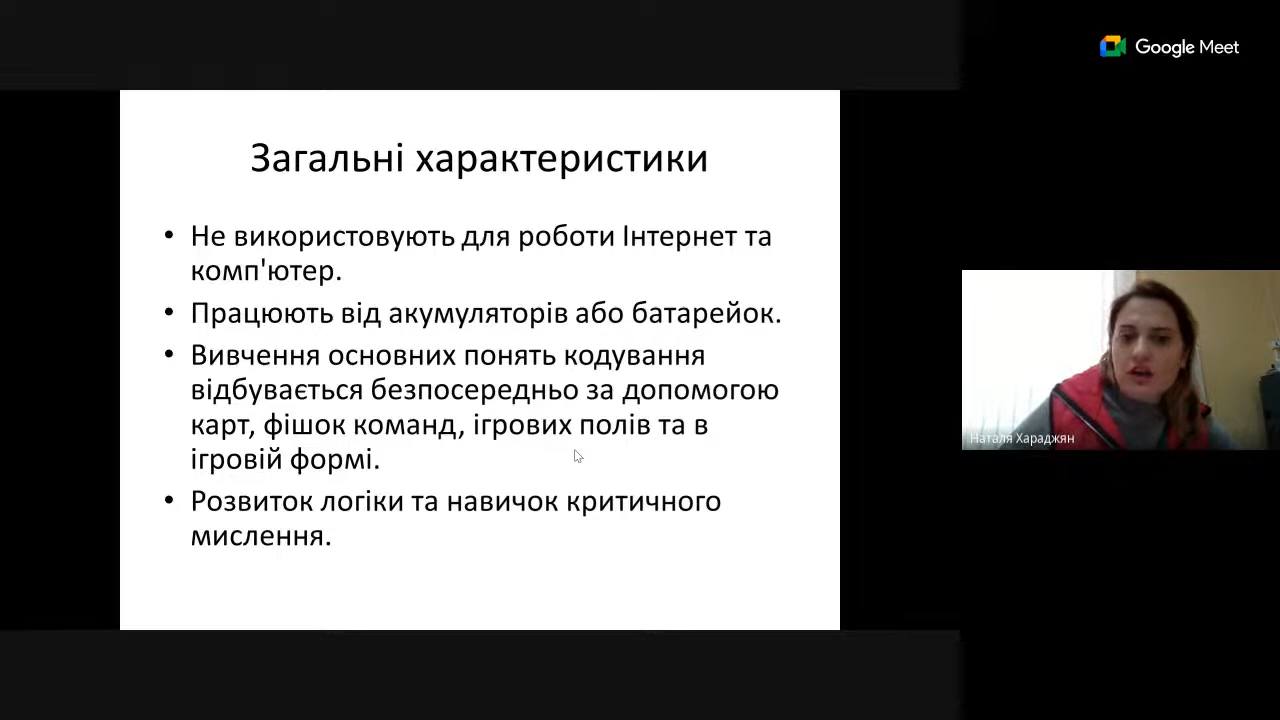 Google Meet
Загальні характеристики
• Не використовують для роботи Інтернет та
комп'ютер.
• Працюють від акумуляторів або батарейок.
• Вивчення основних понять кодування
відбувається безпосередньо за допомогою
карт, фішок команд, ігрових полів та в
ігровій формі.
• Розвиток логіки та навичок критичного
мислення.
Наталя Хараджян